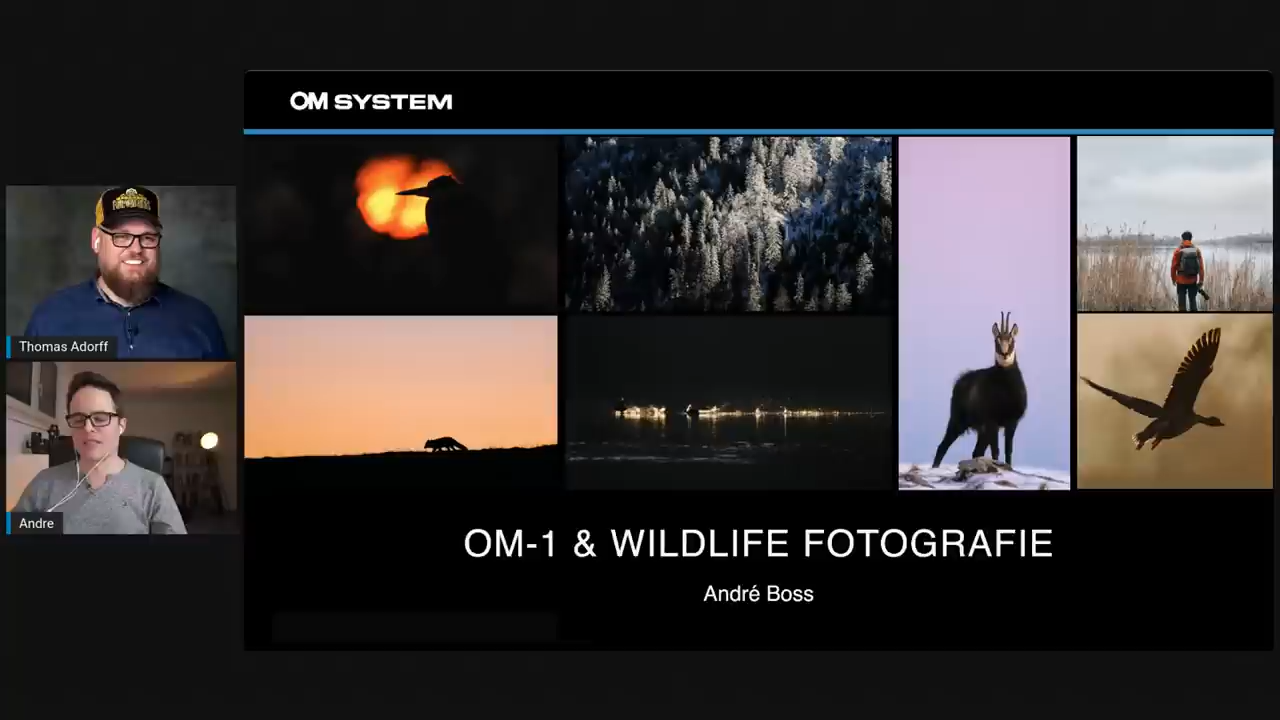 OM SYSTEM
Thomas Adorff
Andre
OM-1 & WILDLIFE FOTOGRAFIE
André Boss